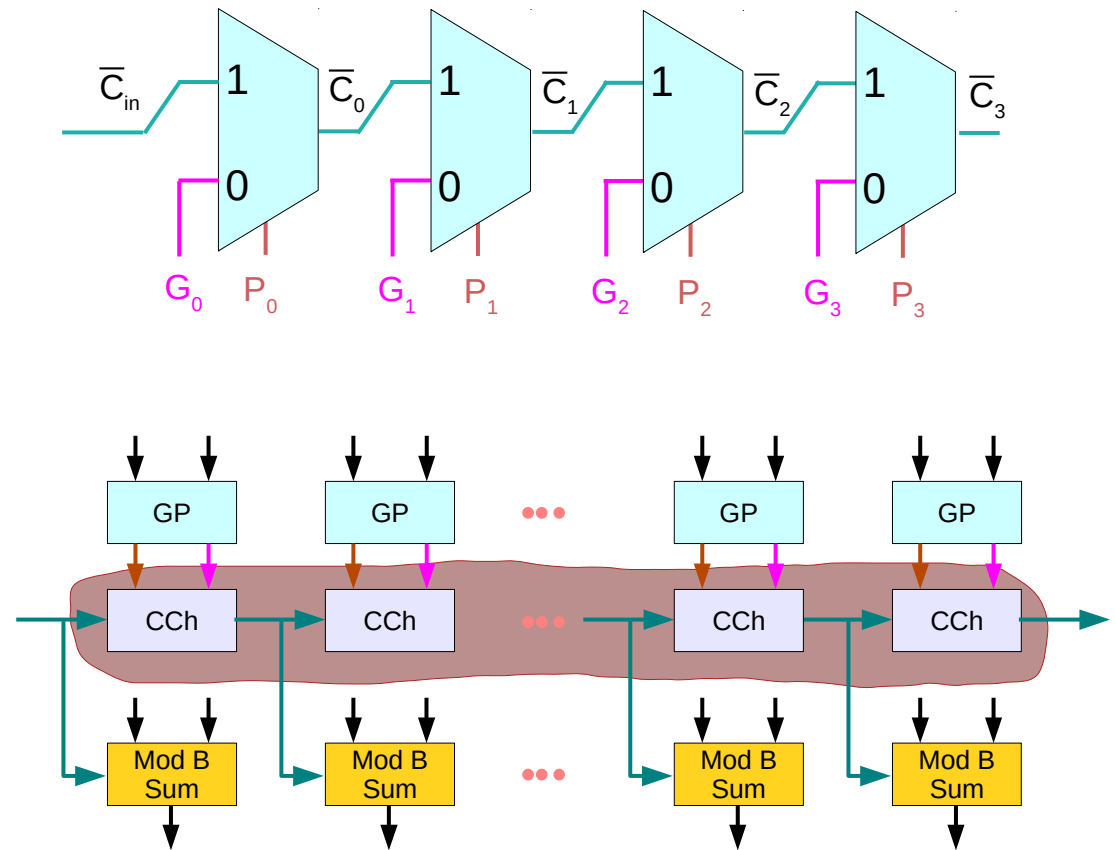 C̅in 1 C̅0 1 C̅1 1 C̅2 1 C̅3
0 0 0 0
G0 P0 G1 P1 G2 P2 G3 P3
GP GP GP GP
CCh CCh CCh CCh
Mod B Mod B Mod B Mod B
Sum Sum Sum Sum